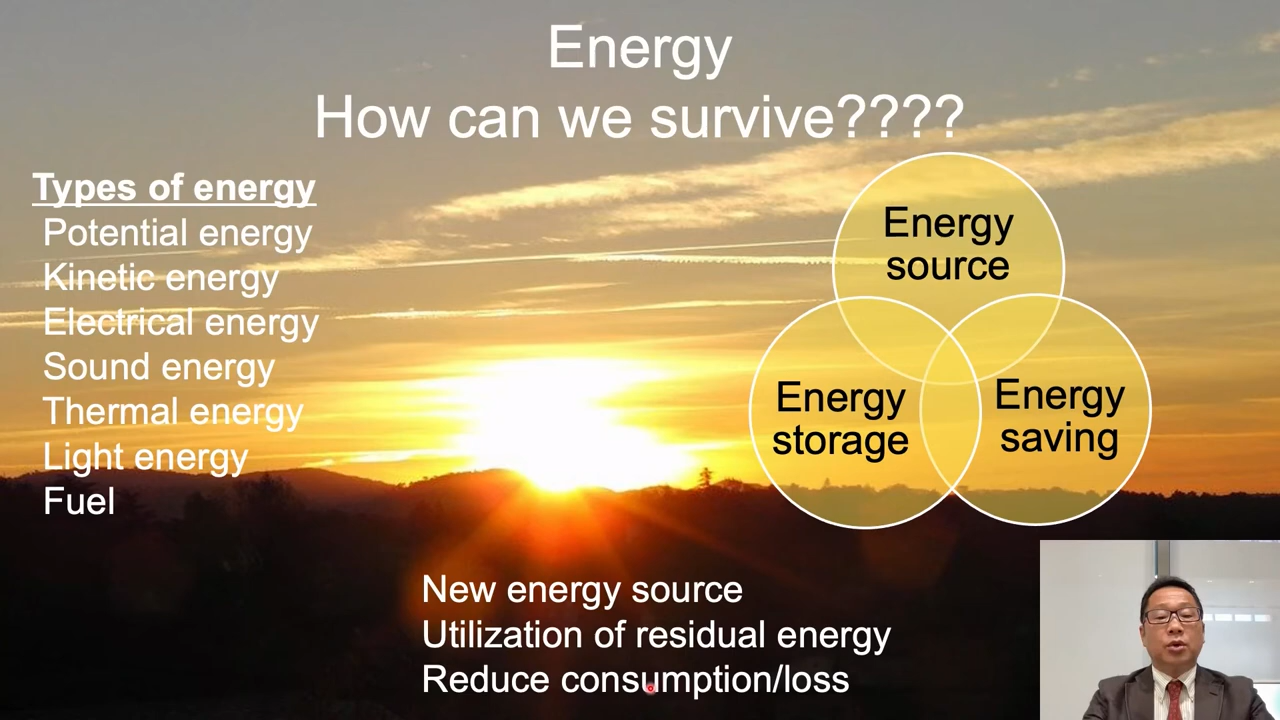 Energy
How can we survive????
Types of energy
Potential energy
Kinetic energy
Electrical energy
Sound energy
Thermal energy
Light energy
Fuel
Energy
source
Energy
storage
Energy
saving
New energy source
Utilization of residual energy
Reduce consumption/loss